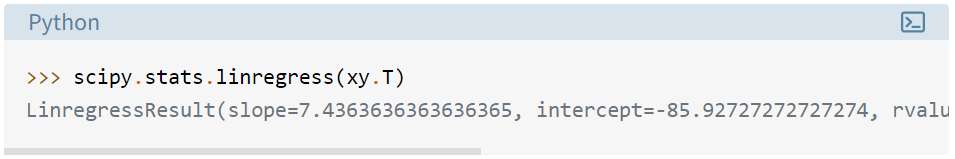 Python
>>> scipy.stats.linregress(xy.T)
LinregressResult(slope=7.4363636363636365, intercept=-85.92727272727274, rvalu